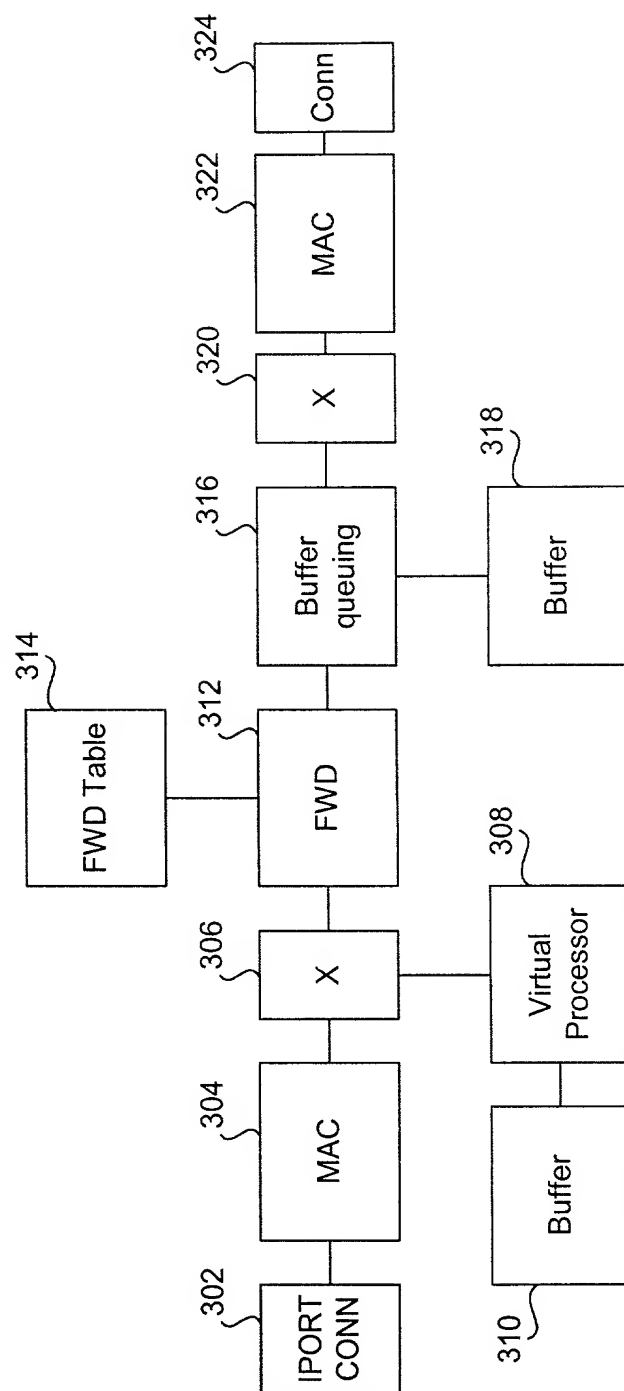 314
FWD Table
302
IPORT
CONN
304
MAC
306
X
312
FWD
316
Buffer
queuing
320
X
322
MAC
324
Conn
310
Buffer
308
Virtual
Processor
318
Buffer